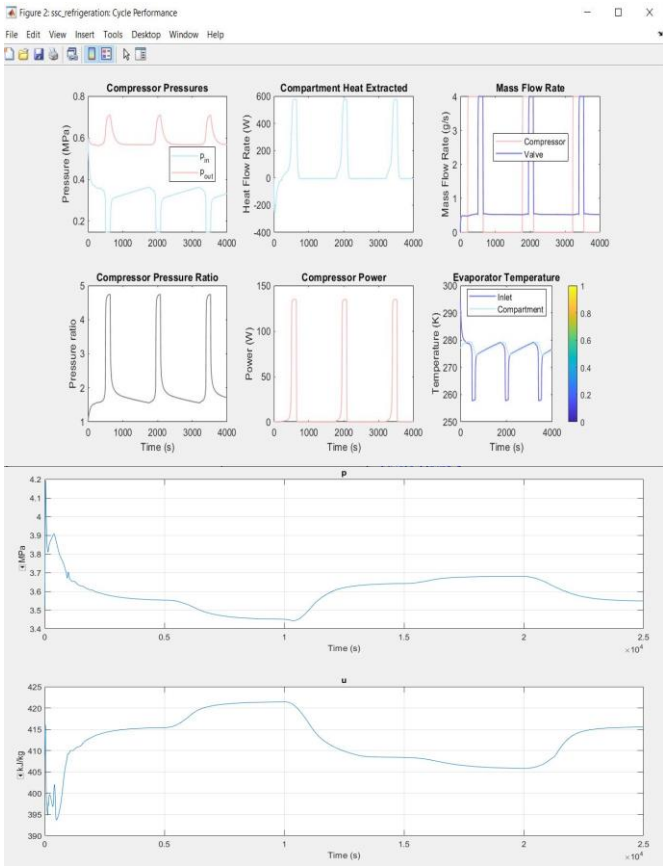 Figure 2: ssc_refrigeration: Cycle Performance
File Edit View Insert Tools Desktop Window Help
Compressor Pressures
Pressure (MPa)
0.8
0.6
0.4
0.2
0 1000 2000 3000 4000
p_in
p_out
Compartment Heat Extracted
Heat Flow Rate (W)
600
400
200
0
-200
-400
0 1000 2000 3000 4000
Mass Flow Rate
Mass Flow Rate (g/s)
4
3
2
1
0
0 1000 2000 3000 4000
Compressor
Valve
Compressor Pressure Ratio
Pressure ratio
5
4
3
2
1
0 1000 2000 3000 4000
Time (s)
Compressor Power
Power (W)
150
100
50
0
0 1000 2000 3000 4000
Time (s)
Evaporator Temperature
Temperature (K)
300
290
280
270
260
250
0 2000 4000
Time (s)
Inlet
Compartment
1
0.8
0.6
0.4
0.2
0
p
MPa
4.2
4.1
4
3.9
3.8
3.7
3.6
3.5
3.4
0 0.5 1 1.5 2 2.5
Time (s)
×10^4
u
kJ/kg
425
420
415
410
405
400
395
390
0 0.5 1 1.5 2 2.5
Time (s)
×10^4